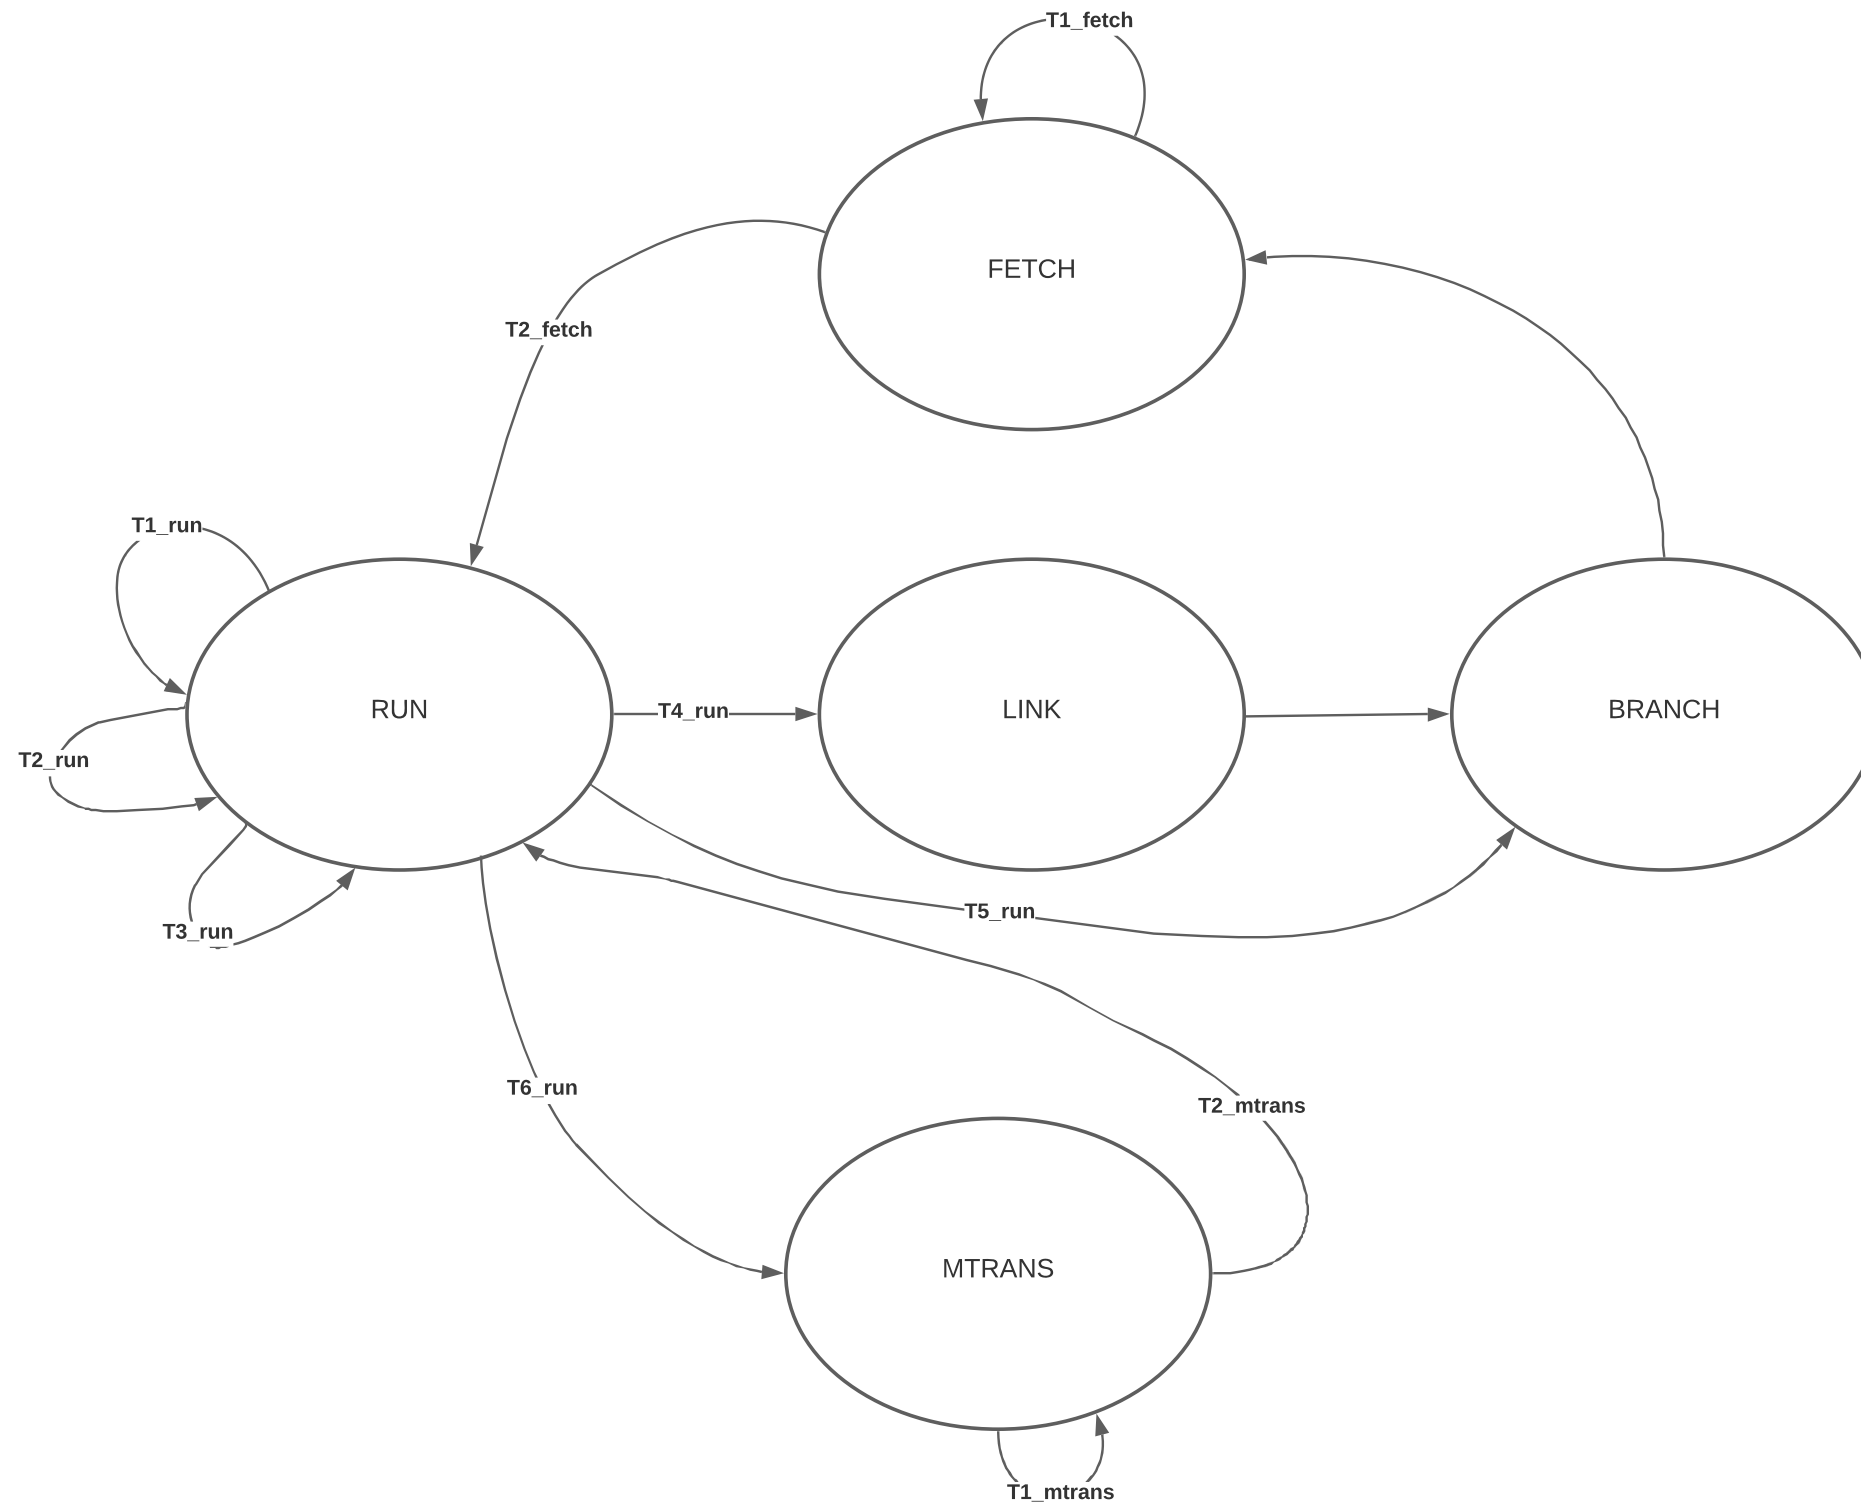 T1_fetch
FETCH
T2_fetch
T1_run
RUN
T4_run
LINK
BRANCH
T2_run
T5_run
T3_run
T6_run
T2_mtrans
MTRANS
T1_mtrans